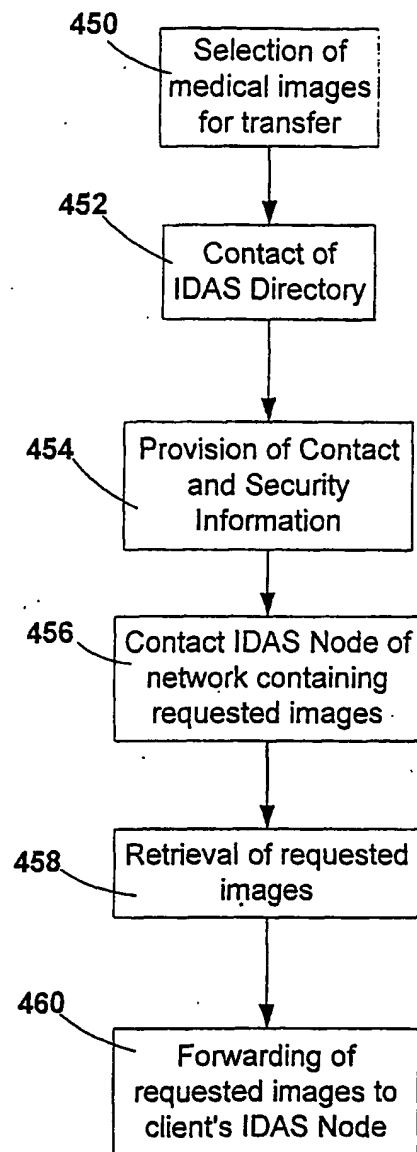 450
Selection of
medical images
for transfer
452
Contact of
IDAS Directory
454
Provision of Contact
and Security
Information
456
Contact IDAS Node of
network containing
requested images
458
Retrieval of requested
images
460
Forwarding of
requested images to
client's IDAS Node